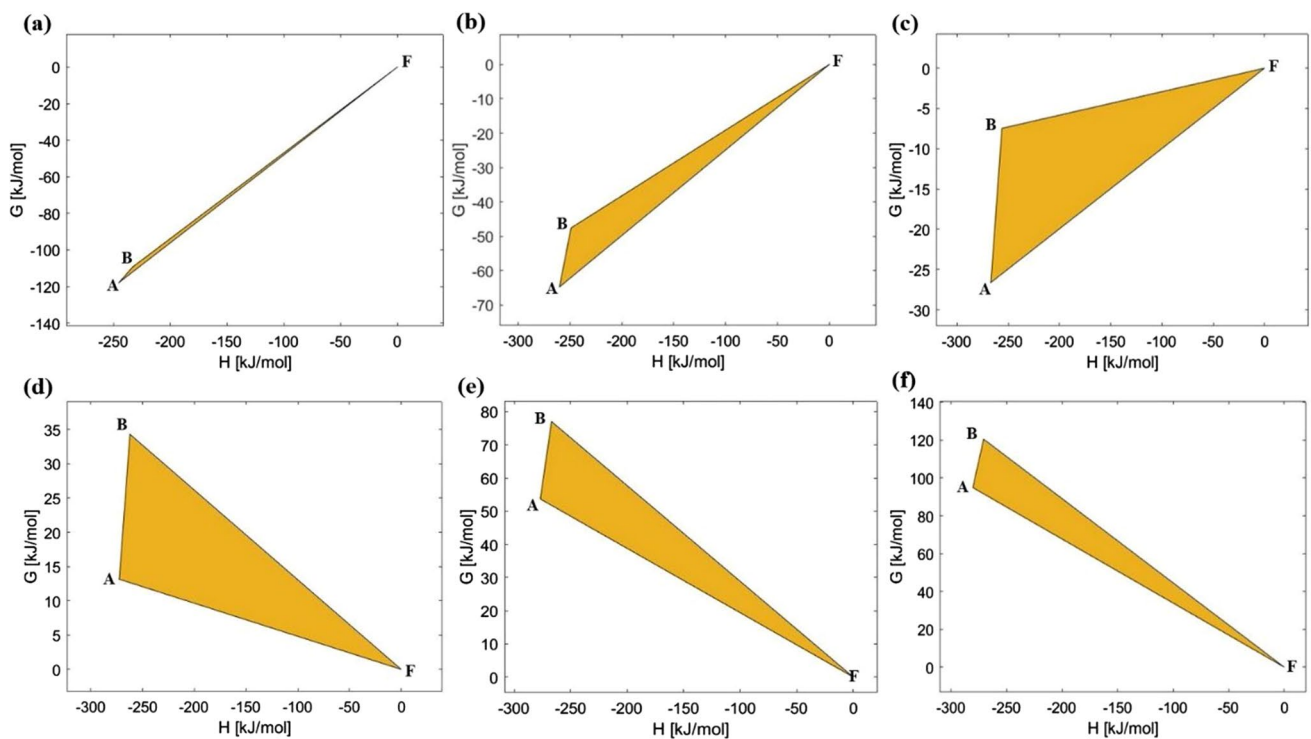 (a)
F
0
-20
-40
-60
-80
-100
-120
-140
B
A
G [kJ/mol]
-250 -200 -150 -100 -50 0
H [kJ/mol]
(b)
F
0
-10
-20
-30
-40
-50
-60
-70
B
A
G [kJ/mol]
-300 -250 -200 -150 -100 -50 0
H [kJ/mol]
(c)
F
0
-5
-10
-15
-20
-25
-30
B
A
G [kJ/mol]
-300 -250 -200 -150 -100 -50 0
H [kJ/mol]
(d)
B
35
30
25
20
15
10
5
0
A
F
G [kJ/mol]
-300 -250 -200 -150 -100 -50 0
H [kJ/mol]
(e)
B
80
70
60
50
40
30
20
10
0
A
F
G [kJ/mol]
-300 -250 -200 -150 -100 -50 0
H [kJ/mol]
(f)
140
120
100
80
60
40
20
0
B
A
F
G [kJ/mol]
-300 -250 -200 -150 -100 -50 0
H [kJ/mol]